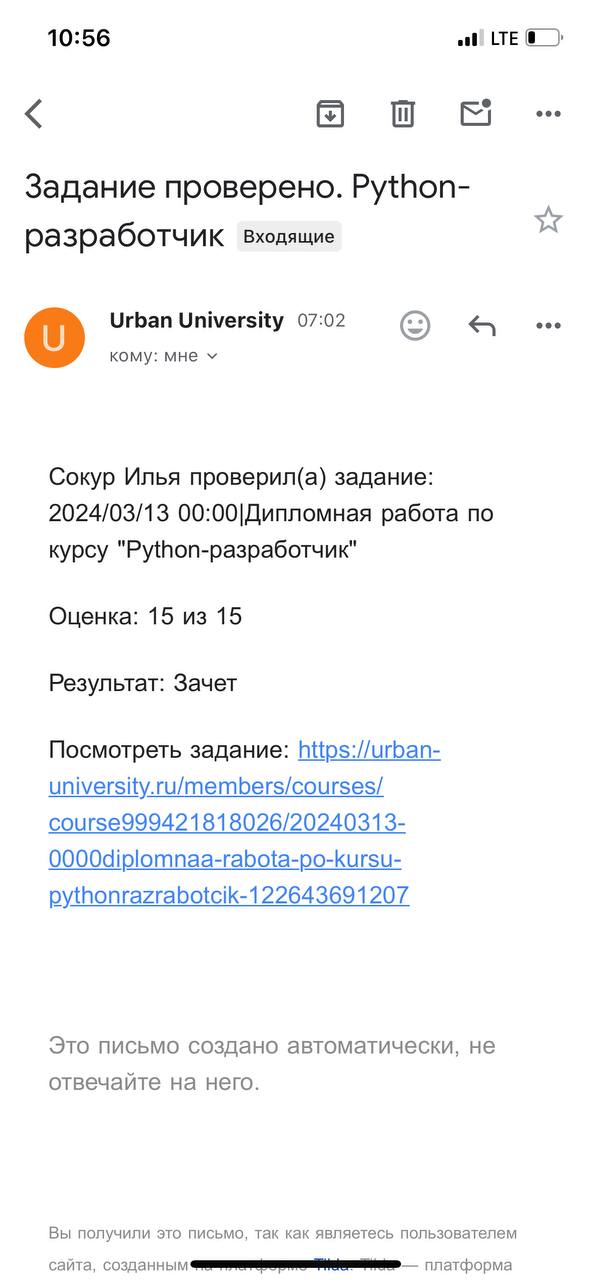 10:56 LTE
Задание проверено. Python-
разработчик Входящие
U
Urban University 07:02
кому: мне
Сокур Илья проверил(а) задание:
2024/03/13 00:00|Дипломная работа по
курсу "Python-разработчик"
Оценка: 15 из 15
Результат: Зачет
Посмотреть задание: https://urban-
university.ru/members/courses/
course999421818026/20240313-
0000diplomnaa-rabota-po-kursu-
pythonrazrabotcik-122643691207
Это письмо создано автоматически, не
отвечайте на него.
Вы получили это письмо, так как являетесь пользователем
сайта, созданным на платформе Tilda. Tilda — платформа